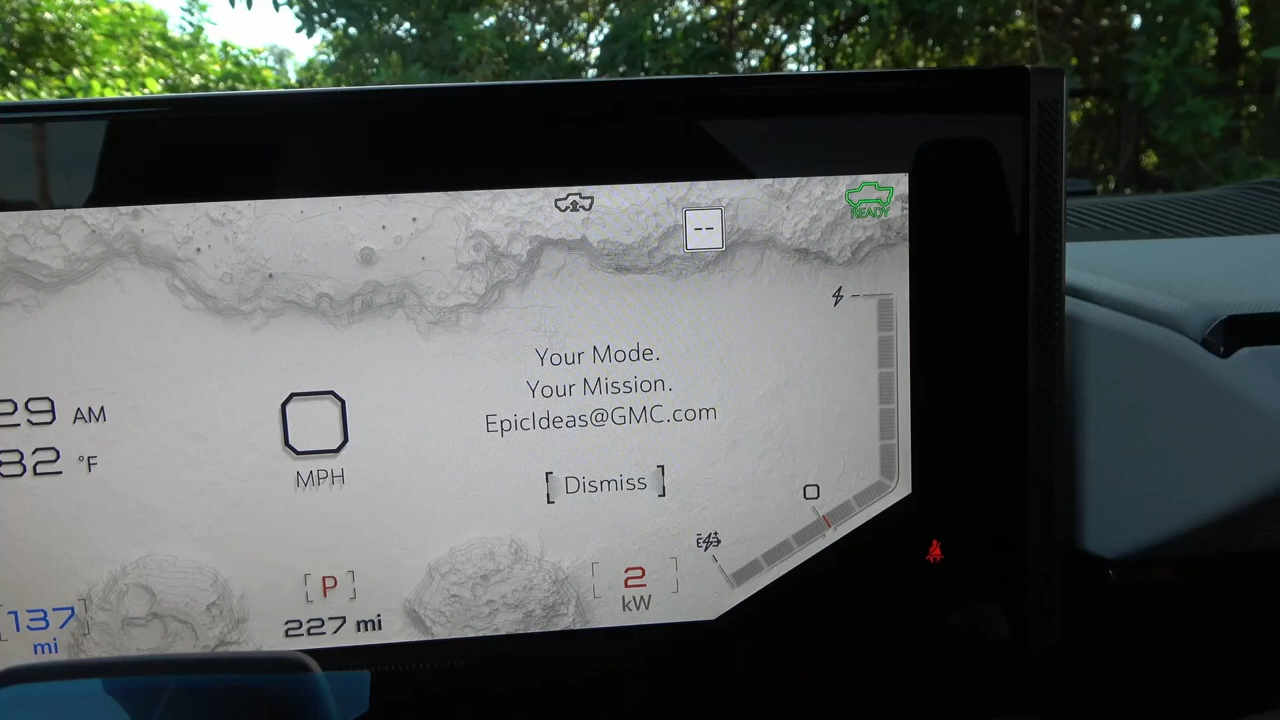 READY
--
Your Mode.
Your Mission.
EpicIdeas@GMC.com
[ Dismiss ]
29 AM
82 °F
0
MPH
0
[P]
227 mi
[137]
mi
[2]
kW